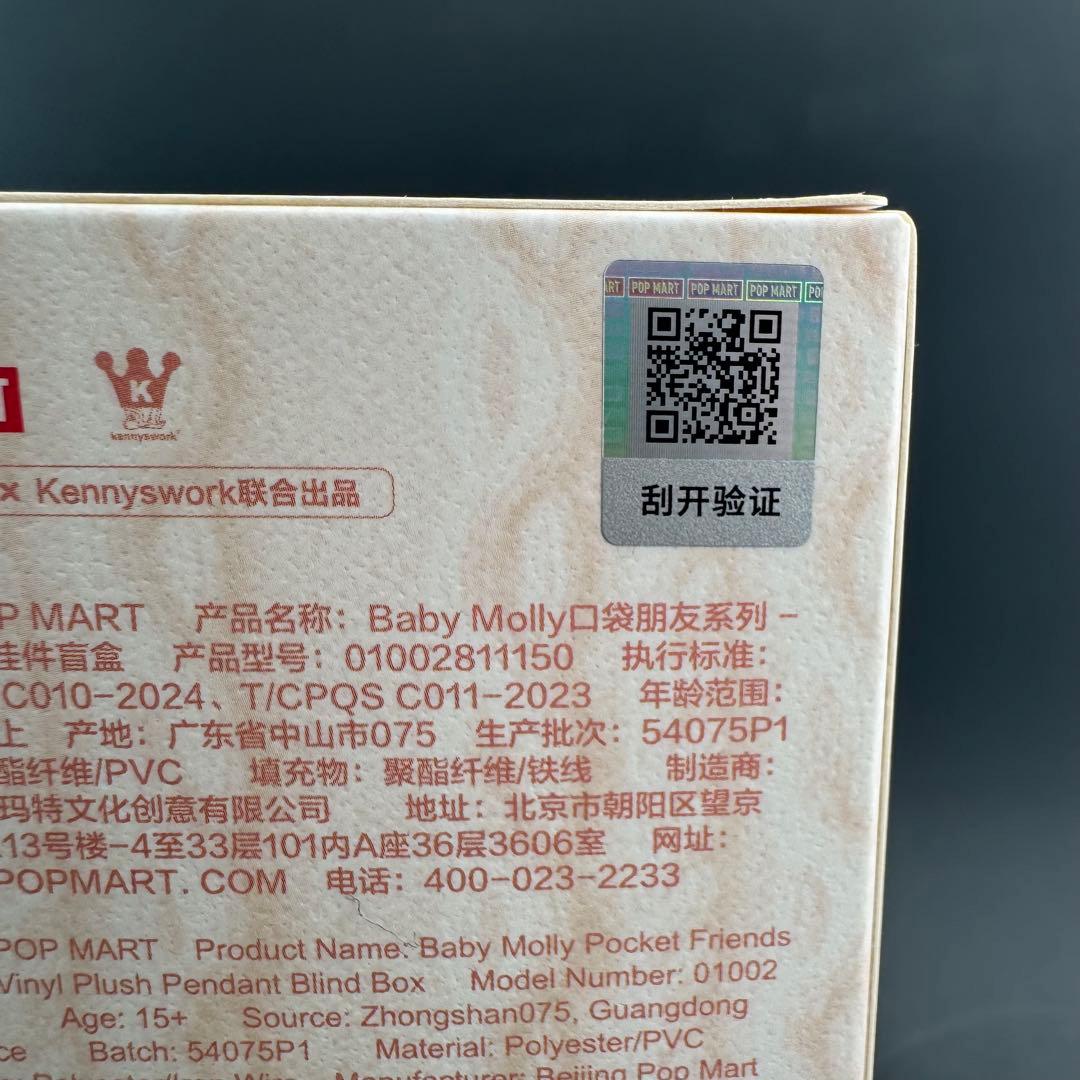 POP MART POP MART POP MART
K
kennyswork
× Kennyswork联合出品
刮开验证
MART 产品名称：Baby Molly口袋朋友系列 –
挂件盲盒 产品型号：01002811150 执行标准：
C010-2024、T/CPQS C011-2023 年龄范围：
上 产地：广东省中山市075 生产批次：54075P1
酯纤维/PVC 填充物：聚酯纤维/铁线 制造商：
玛特文化创意有限公司 地址：北京市朝阳区望京
13号楼-4至33层101内A座36层3606室 网址：
POPMART.COM 电话：400-023-2233
POP MART Product Name: Baby Molly Pocket Friends
Vinyl Plush Pendant Blind Box Model Number: 01002
Age: 15+ Source: Zhongshan075, Guangdong
Batch: 54075P1 Material: Polyester/PVC
Manufacturer: Beijing Pop Mart